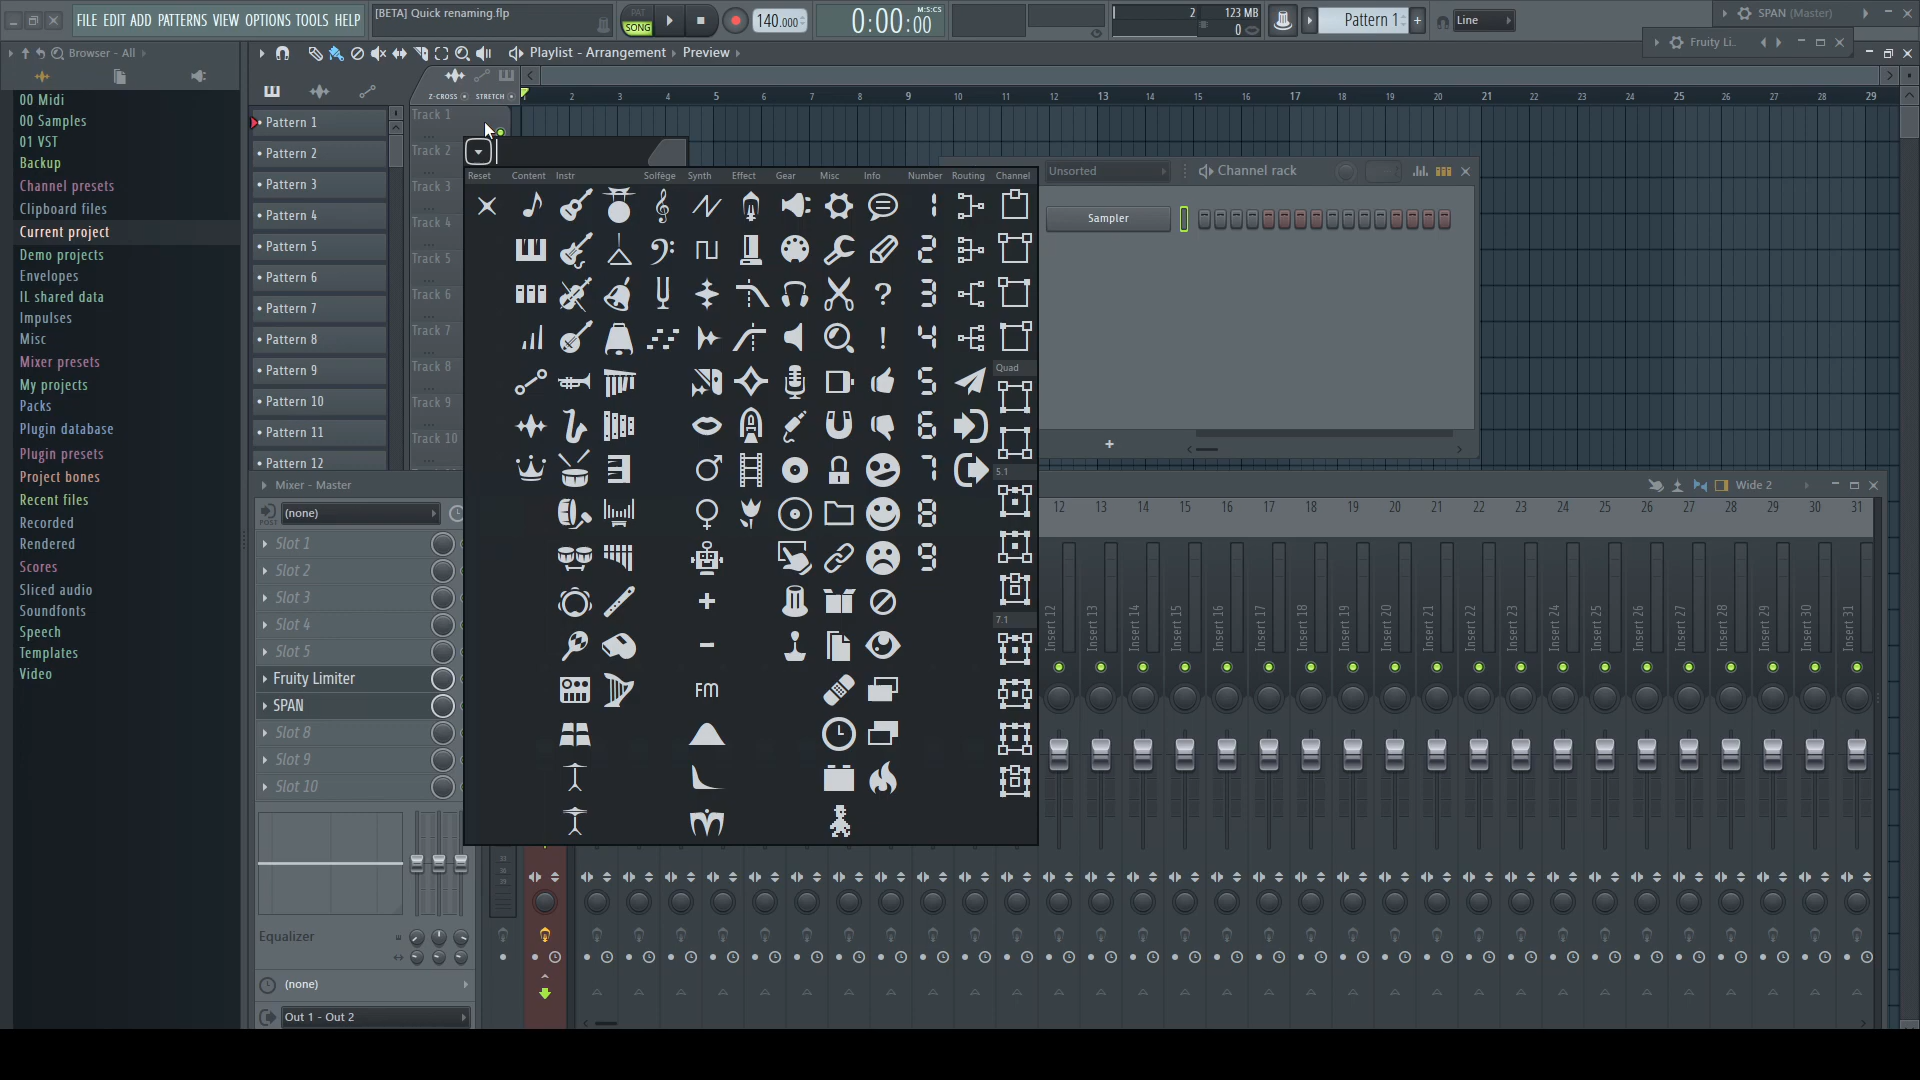 FILE EDIT ADD PATTERNS VIEW OPTIONS TOOLS HELP
[BETA] Quick renaming.flp
PAT
SONG
140.000
0:00:00
M:S:CS
2
123 MB
0
Pattern 1
+
Line
SPAN (Master)
Fruity Li..
Browser - All
Playlist - Arrangement
Preview
00 Midi
00 Samples
01 VST
Backup
Channel presets
Clipboard files
Current project
Demo projects
Envelopes
IL shared data
Impulses
Misc
Mixer presets
My projects
Packs
Plugin database
Plugin presets
Project bones
Recent files
Recorded
Rendered
Scores
Sliced audio
Soundfonts
Speech
Templates
Video
Z-CROSS
STRETCH
1 2 3 4 5 6 7 8 9 10 11 12 13 14 15 16 17 18 19 20 21 22 23 24 25 26 27 28 29
Pattern 1
Pattern 2
Pattern 3
Pattern 4
Pattern 5
Pattern 6
Pattern 7
Pattern 8
Pattern 9
Pattern 10
Pattern 11
Pattern 12
Track 1
Track 2
Track 3
Track 4
Track 5
Track 6
Track 7
Track 8
Track 9
Track 10
Reset Content Instr Solfège Synth Effect Gear Misc Info Number Routing Channel
1
2
3
4
5
6
7
8
9
?
!
FM
Quad
5.1
7.1
Unsorted
Channel rack
Sampler
+
Mixer - Master
Wide 2
POST
(none)
Slot 1
Slot 2
Slot 3
Slot 4
Slot 5
Fruity Limiter
SPAN
Slot 8
Slot 9
Slot 10
Equalizer
(none)
Out 1 - Out 2
12 13 14 15 16 17 18 19 20 21 22 23 24 25 26 27 28 29 30 31
Insert 12
Insert 13
Insert 14
Insert 15
Insert 16
Insert 17
Insert 18
Insert 19
Insert 20
Insert 21
Insert 22
Insert 23
Insert 24
Insert 25
Insert 26
Insert 27
Insert 28
Insert 29
Insert 30
Insert 31